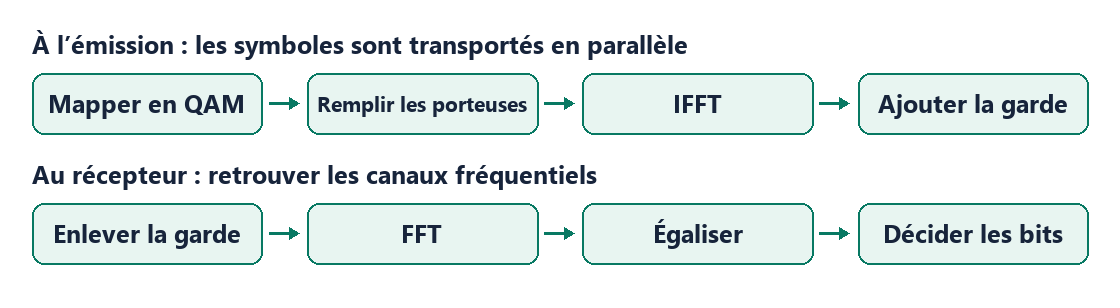 À l’émission : les symboles sont transportés en parallèle
Mapper en QAM
Remplir les porteuses
IFFT
Ajouter la garde
Au récepteur : retrouver les canaux fréquentiels
Enlever la garde
FFT
Égaliser
Décider les bits